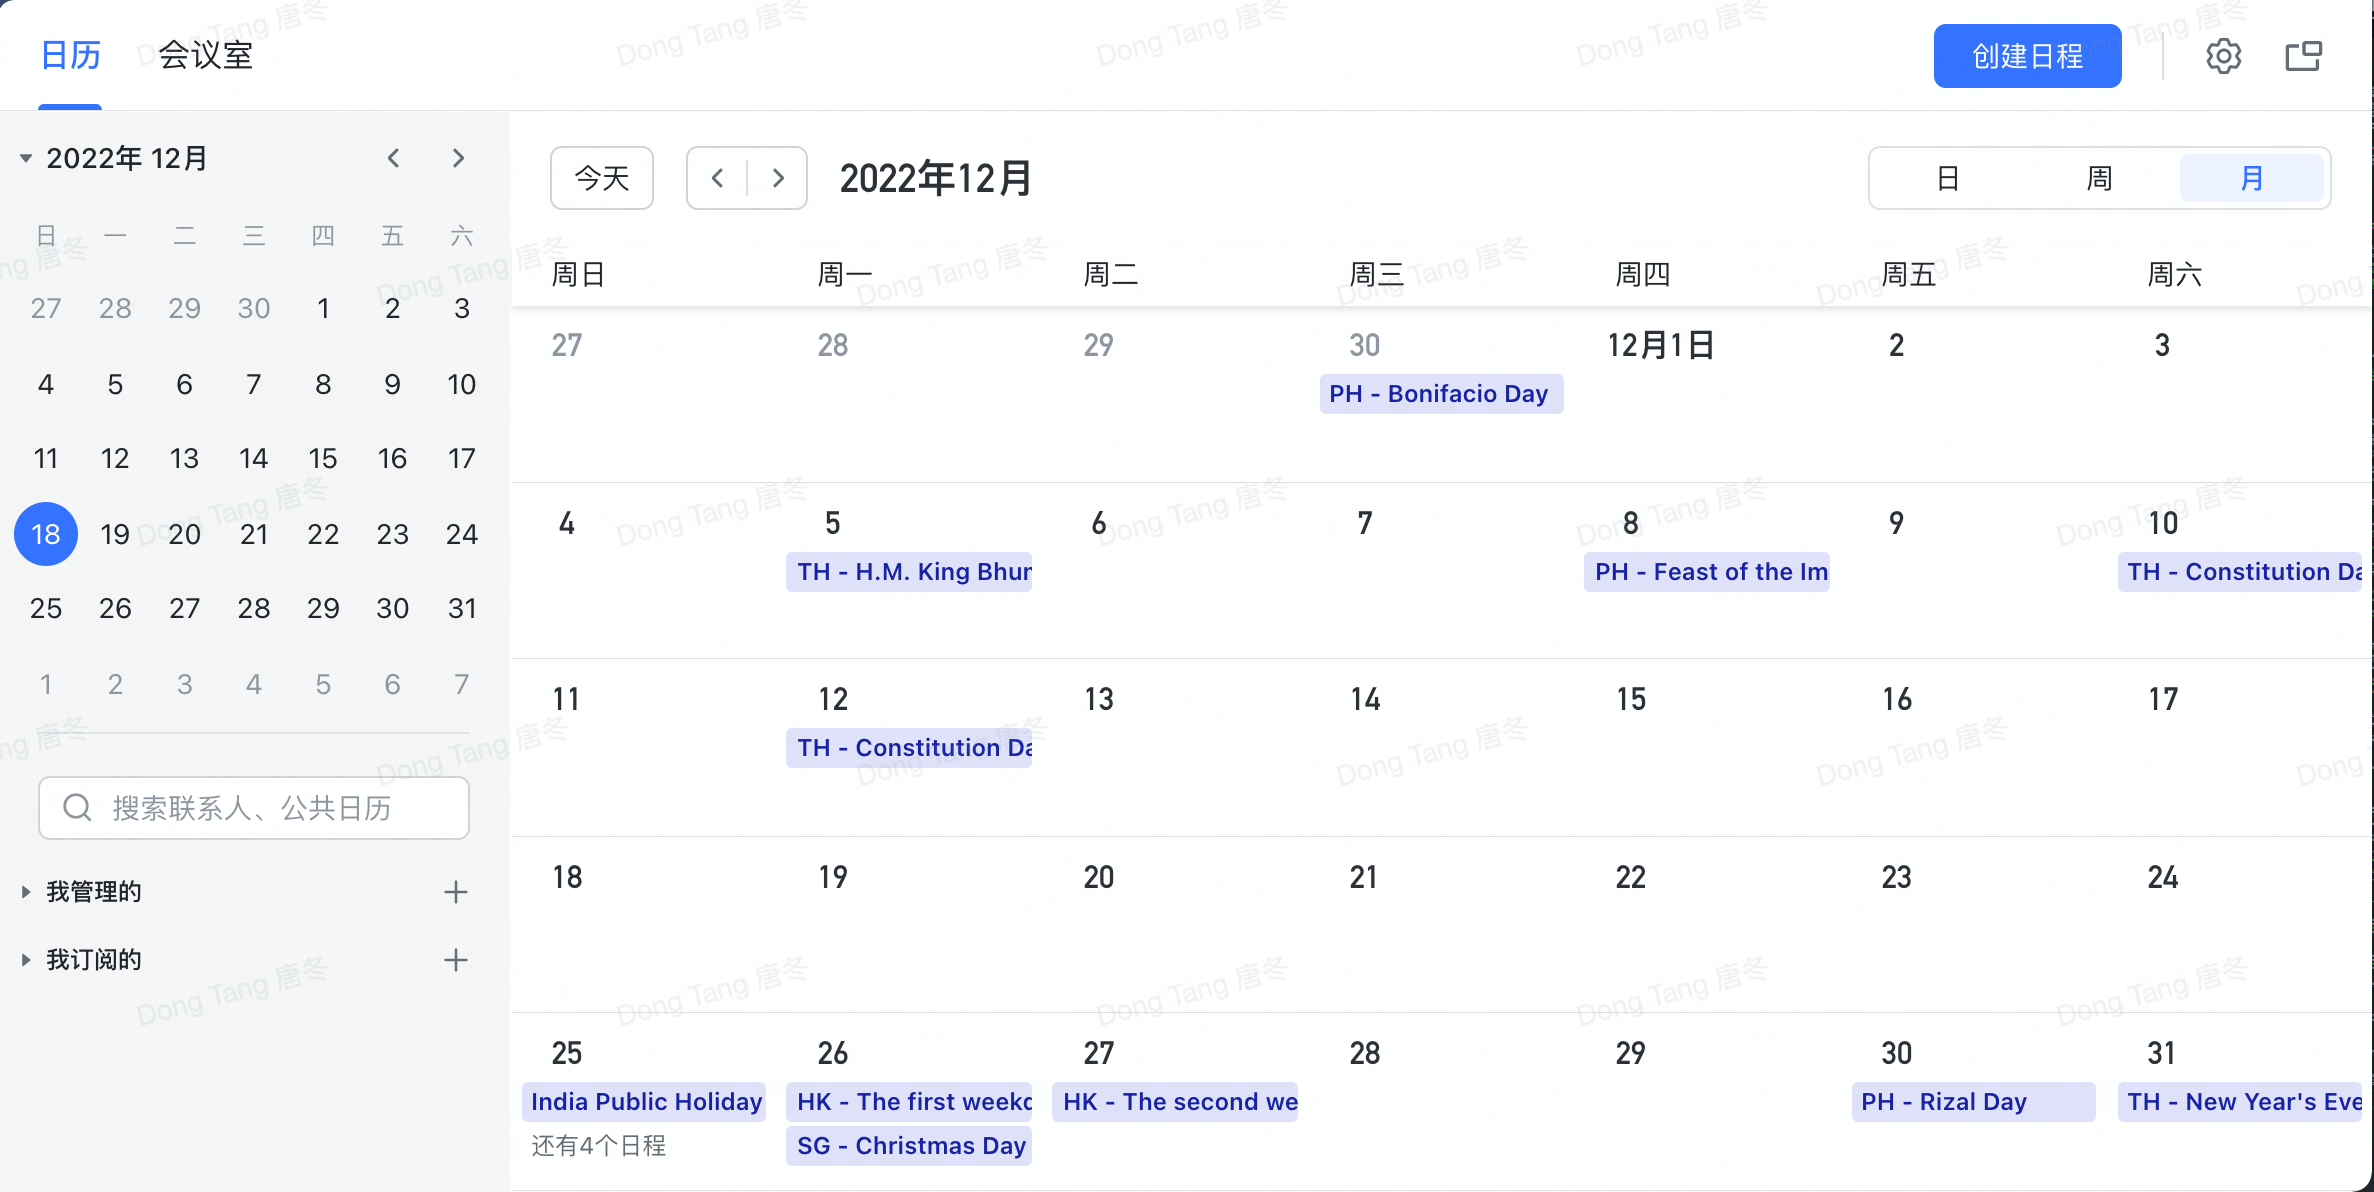 日历 会议室 创建日程
2022年 12月
日 一 二 三 四 五 六
27 28 29 30 1 2 3
4 5 6 7 8 9 10
11 12 13 14 15 16 17
18 19 20 21 22 23 24
25 26 27 28 29 30 31
1 2 3 4 5 6 7
搜索联系人、公共日历
我管理的
我订阅的
今天 2022年12月 日 周 月
周日 周一 周二 周三 周四 周五 周六
27 28 29 30 12月1日 2 3
PH - Bonifacio Day
4 5 6 7 8 9 10
TH - H.M. King Bhun PH - Feast of the Im TH - Constitution Da
11 12 13 14 15 16 17
TH - Constitution Da
18 19 20 21 22 23 24
25 26 27 28 29 30 31
India Public Holiday HK - The first weekd HK - The second we PH - Rizal Day TH - New Year's Eve
还有4个日程 SG - Christmas Day
Dong Tang 唐冬